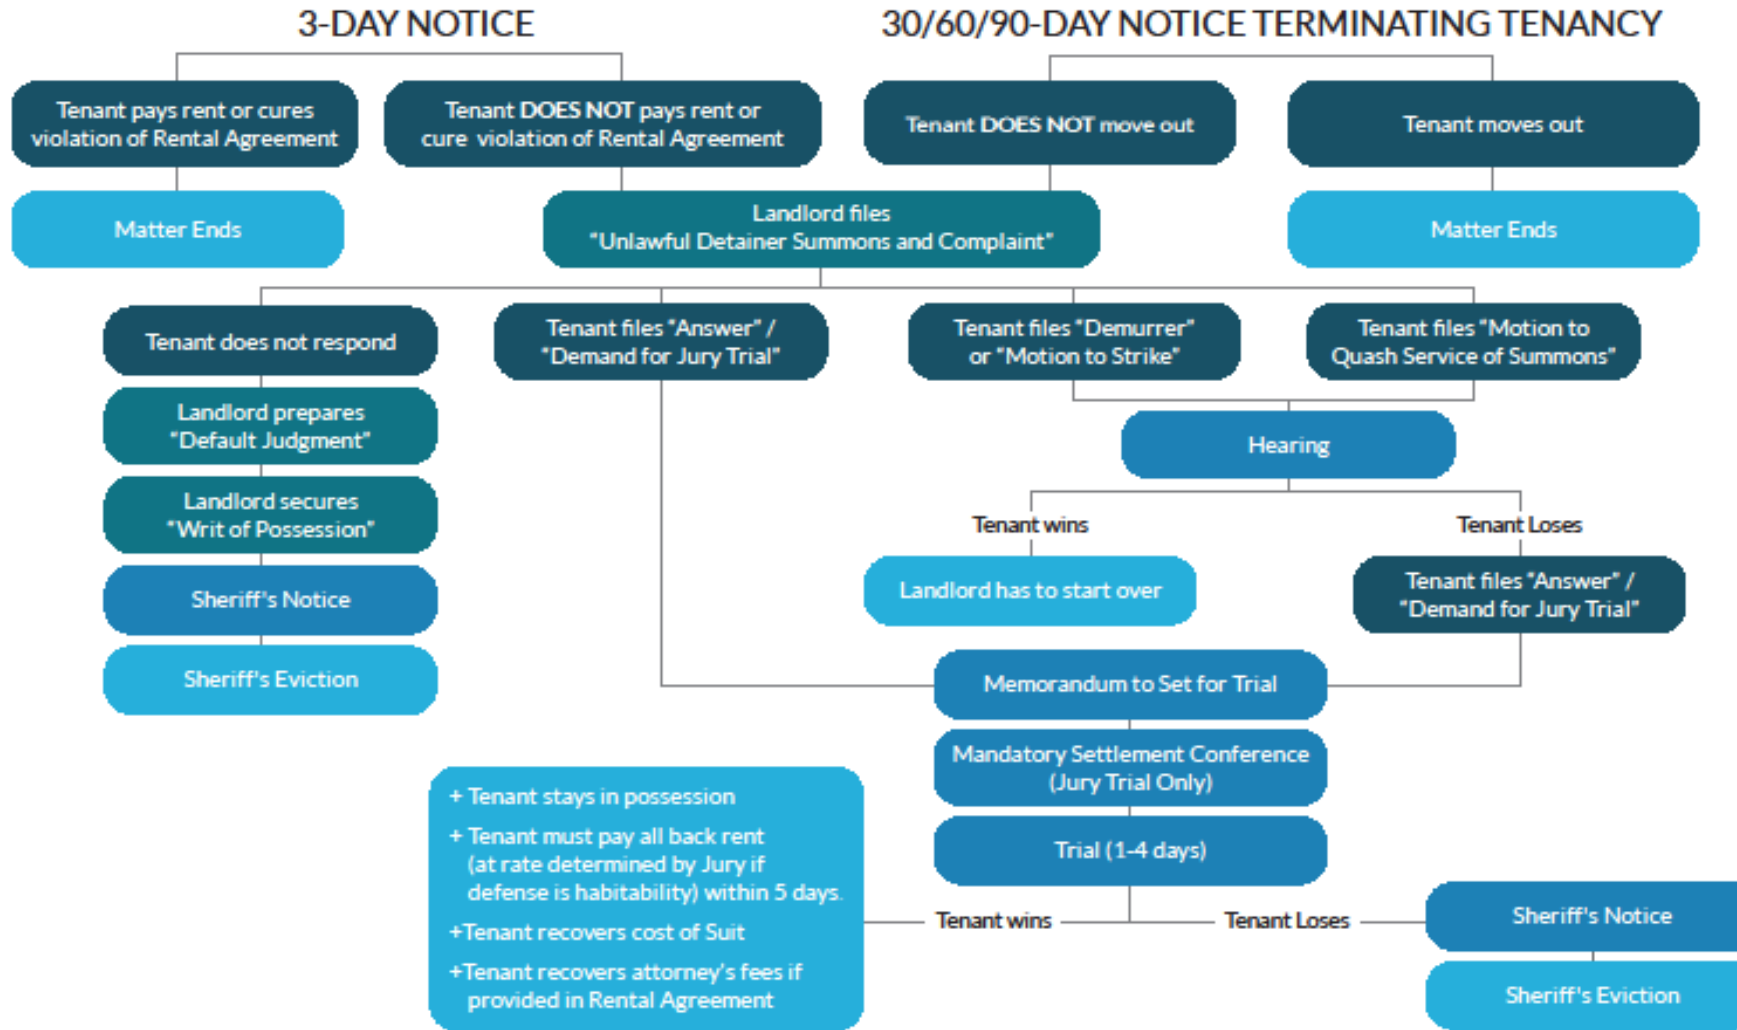 3-DAY NOTICE
30/60/90-DAY NOTICE TERMINATING TENANCY
Tenant pays rent or cures
violation of Rental Agreement
Tenant DOES NOT pays rent or
cure violation of Rental Agreement
Tenant DOES NOT move out
Tenant moves out
Matter Ends
Landlord files
"Unlawful Detainer Summons and Complaint"
Matter Ends
Tenant does not respond
Tenant files "Answer" /
"Demand for Jury Trial"
Tenant files "Demurrer"
or "Motion to Strike"
Tenant files "Motion to
Quash Service of Summons"
Landlord prepares
"Default Judgment"
Hearing
Landlord secures
"Writ of Possession"
Tenant wins
Tenant Loses
Sheriff's Notice
Landlord has to start over
Tenant files "Answer" /
"Demand for Jury Trial"
Sheriff's Eviction
Memorandum to Set for Trial
Mandatory Settlement Conference
(Jury Trial Only)
Trial (1-4 days)
+ Tenant stays in possession
+ Tenant must pay all back rent
(at rate determined by Jury if
defense is habitability) within 5 days.
+Tenant recovers cost of Suit
+Tenant recovers attorney's fees if
provided in Rental Agreement
Tenant wins
Tenant Loses
Sheriff's Notice
Sheriff's Eviction